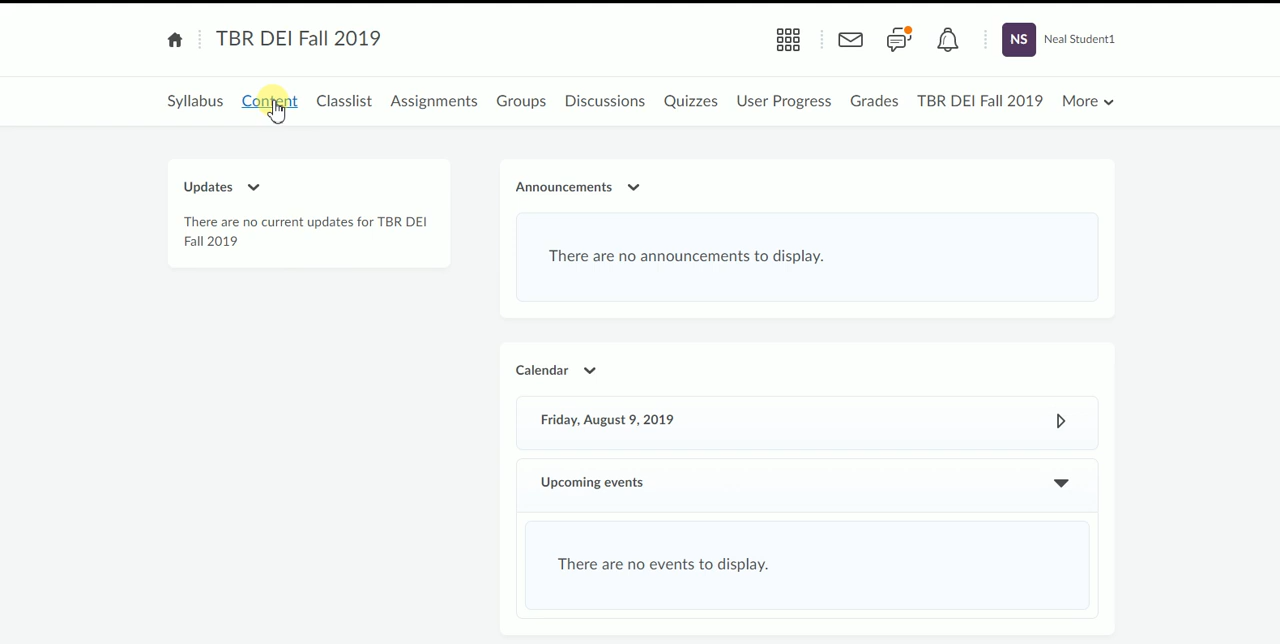 TBR DEI Fall 2019
NS
Neal Student1
Syllabus Content Classlist Assignments Groups Discussions Quizzes User Progress Grades TBR DEI Fall 2019 More
Updates
There are no current updates for TBR DEI
Fall 2019
Announcements
There are no announcements to display.
Calendar
Friday, August 9, 2019
Upcoming events
There are no events to display.